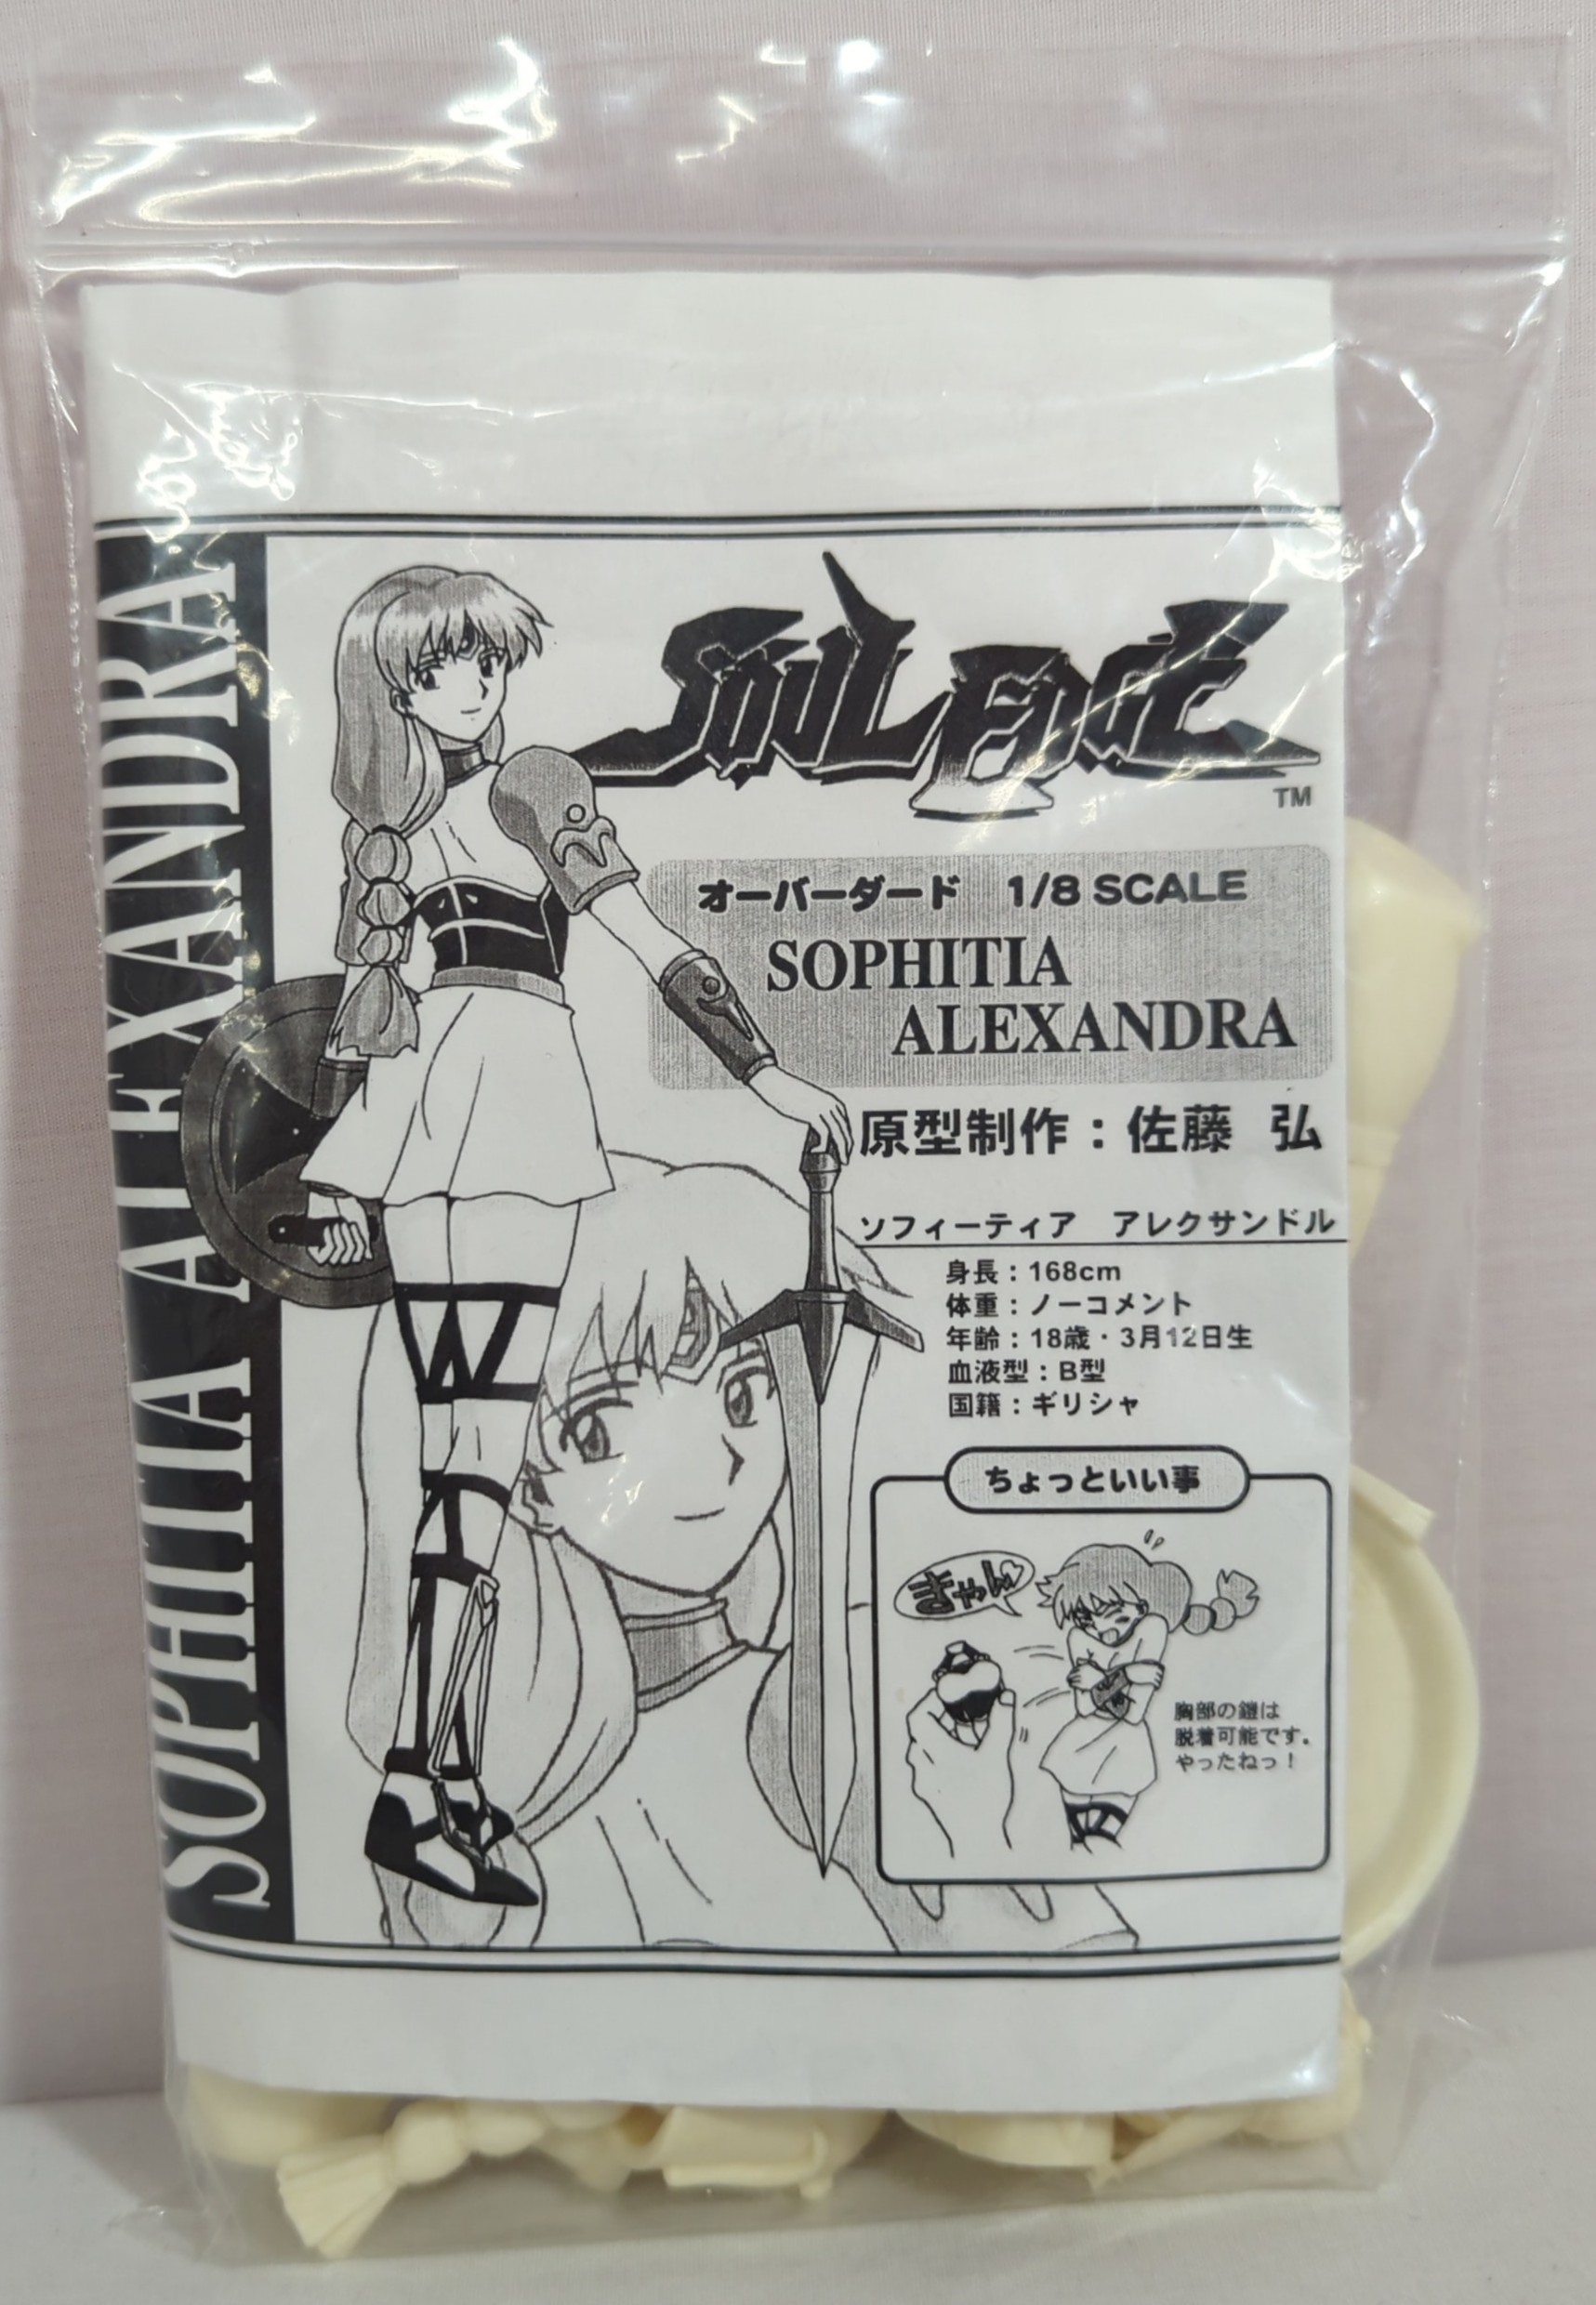 SOPHITIA ALEXANDRA
SOUL EDGE
TM
オーバーダード 1/8 SCALE
SOPHITIA
ALEXANDRA
原型制作：佐藤 弘
ソフィーティア アレクサンドル
身長：168cm
体重：ノーコメント
年齢：18歳・3月12日生
血液型：B型
国籍：ギリシャ
ちょっといい事
きゃん♡
胸部の鎧は
脱着可能です。
やったねっ！